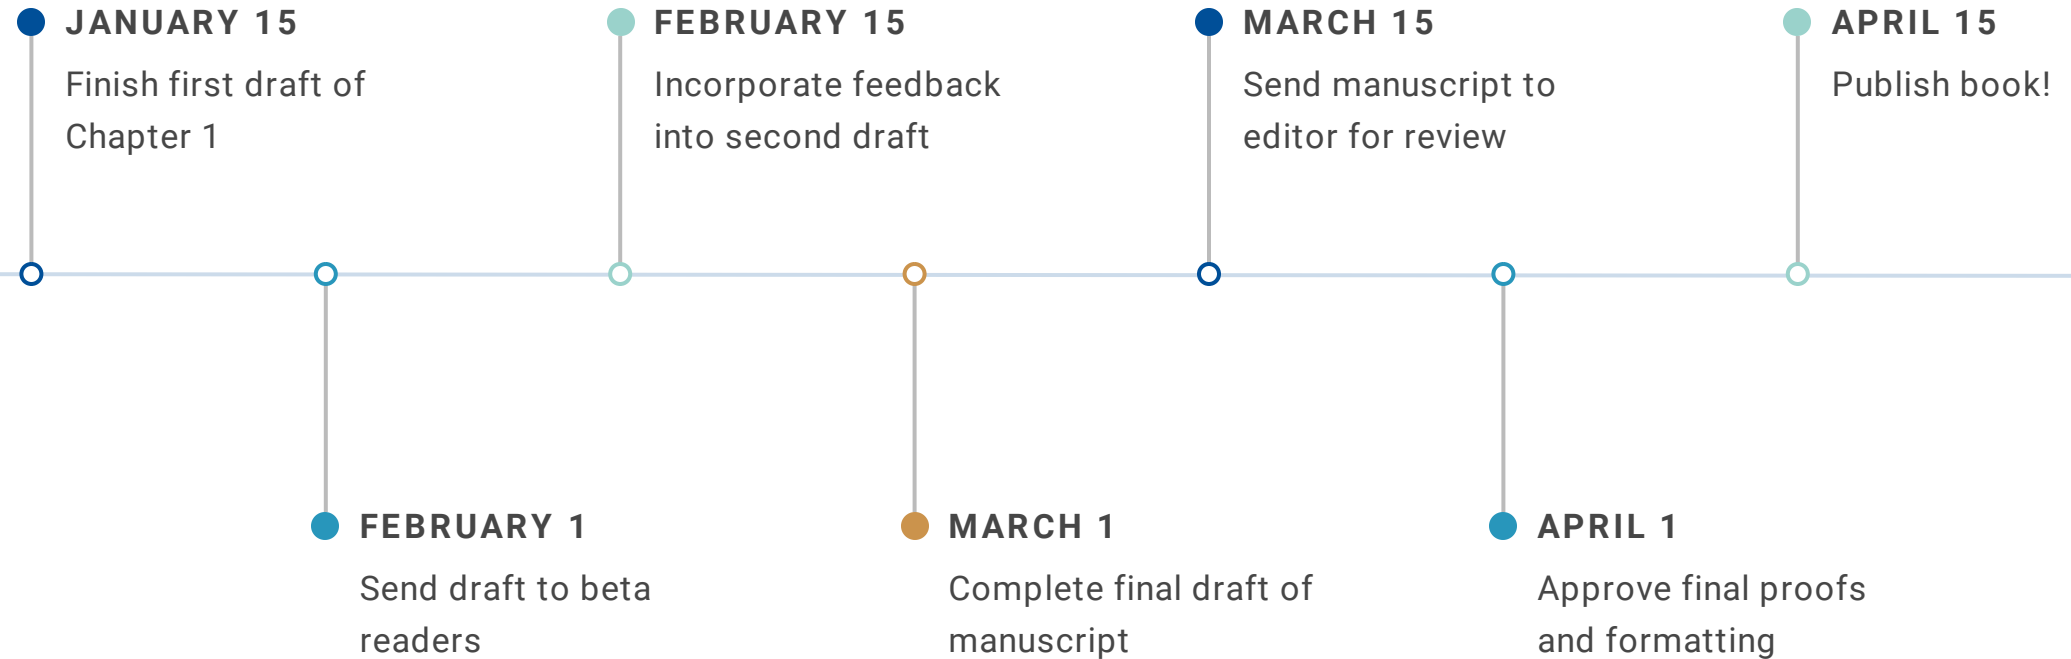 JANUARY 15
Finish first draft of
Chapter 1
FEBRUARY 1
Send draft to beta
readers
FEBRUARY 15
Incorporate feedback
into second draft
MARCH 1
Complete final draft of
manuscript
MARCH 15
Send manuscript to
editor for review
APRIL 1
Approve final proofs
and formatting
APRIL 15
Publish book!